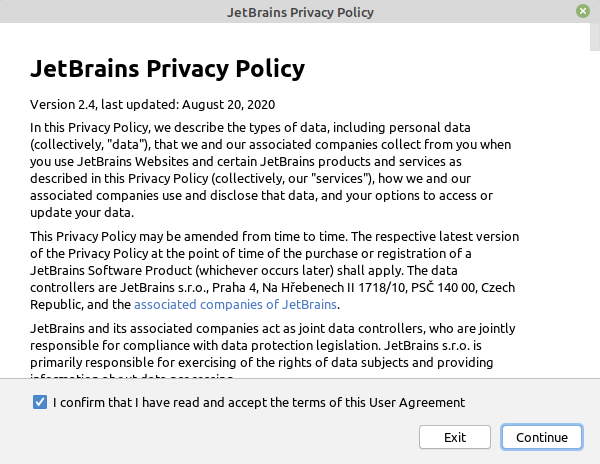 JetBrains Privacy Policy
JetBrains Privacy Policy
Version 2.4, last updated: August 20, 2020
In this Privacy Policy, we describe the types of data, including personal data
(collectively, "data"), that we and our associated companies collect from you when
you use JetBrains Websites and certain JetBrains products and services as
described in this Privacy Policy (collectively, our "services"), how we and our
associated companies use and disclose that data, and your options to access or
update your data.
This Privacy Policy may be amended from time to time. The respective latest version
of the Privacy Policy at the point of time of the purchase or registration of a
JetBrains Software Product (whichever occurs later) shall apply. The data
controllers are JetBrains s.r.o., Praha 4, Na Hřebenech II 1718/10, PSČ 140 00, Czech
Republic, and the associated companies of JetBrains.
JetBrains and its associated companies act as joint data controllers, who are jointly
responsible for compliance with data protection legislation. JetBrains s.r.o. is
primarily responsible for exercising of the rights of data subjects and providing
information about data processing.
I confirm that I have read and accept the terms of this User Agreement
Exit
Continue